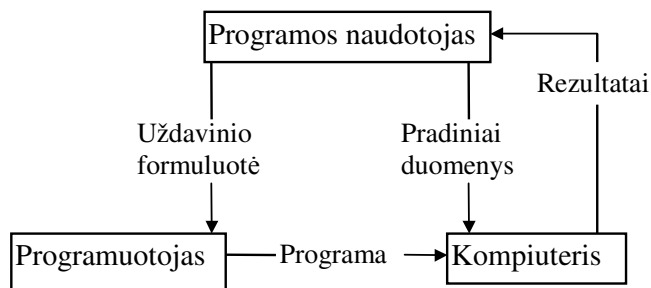 Programos naudotojas
Rezultatai
Uždavinio
formuluotė
Pradiniai
duomenys
Programuotojas
Programa
Kompiuteris